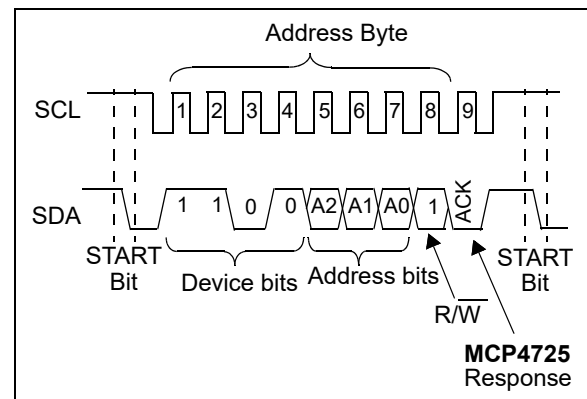 Address Byte
SCL 1 2 3 4 5 6 7 8 9
SDA 1 1 0 0 A2 A1 A0 1 ACK
START Bit
Device bits
Address bits
START Bit
R/W̅
MCP4725
Response